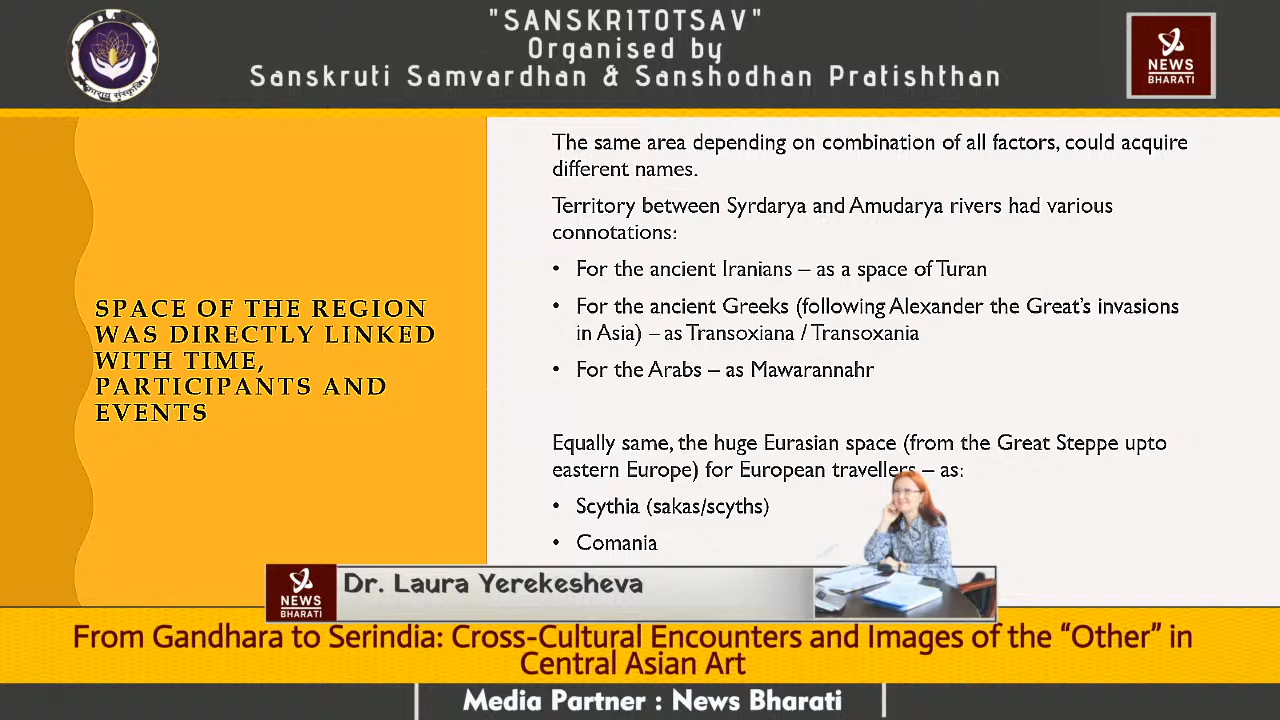 "SANSKRITOTSAV"
Organised by
Sanskruti Samvardhan & Sanshodhan Pratishthan
NEWS
BHARATI
SPACE OF THE REGION
WAS DIRECTLY LINKED
WITH TIME,
PARTICIPANTS AND
EVENTS
The same area depending on combination of all factors, could acquire
different names.
Territory between Syrdarya and Amudarya rivers had various
connotations:
• For the ancient Iranians – as a space of Turan
• For the ancient Greeks (following Alexander the Great's invasions
in Asia) – as Transoxiana / Transoxania
• For the Arabs – as Mawarannahr
Equally same, the huge Eurasian space (from the Great Steppe upto
eastern Europe) for European travellers – as:
• Scythia (sakas/scyths)
• Comania
NEWS
BHARATI
Dr. Laura Yerekesheva
From Gandhara to Serindia: Cross-Cultural Encounters and Images of the “Other” in
Central Asian Art
Media Partner : News Bharati